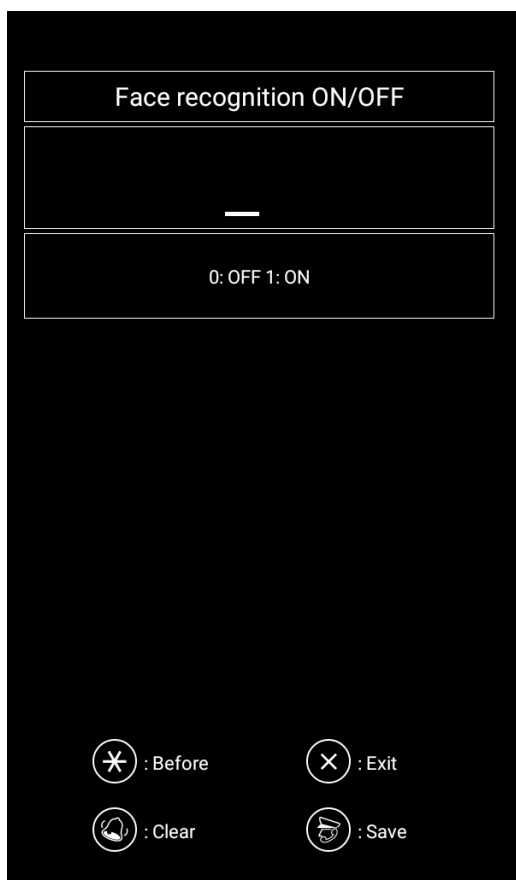 Face recognition ON/OFF
0: OFF 1: ON
: Before
: Exit
: Clear
: Save